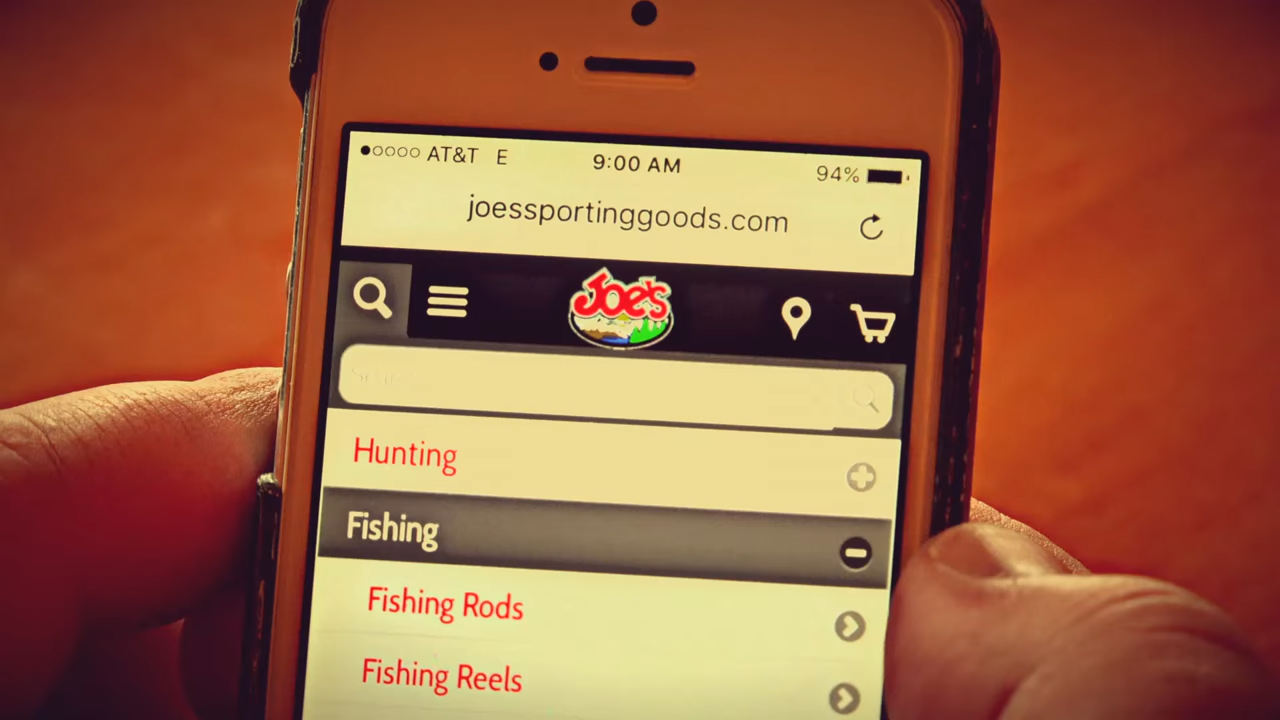 AT&T E 9:00 AM 94%
joessportinggoods.com
Joe's
Hunting
Fishing
Fishing Rods
Fishing Reels